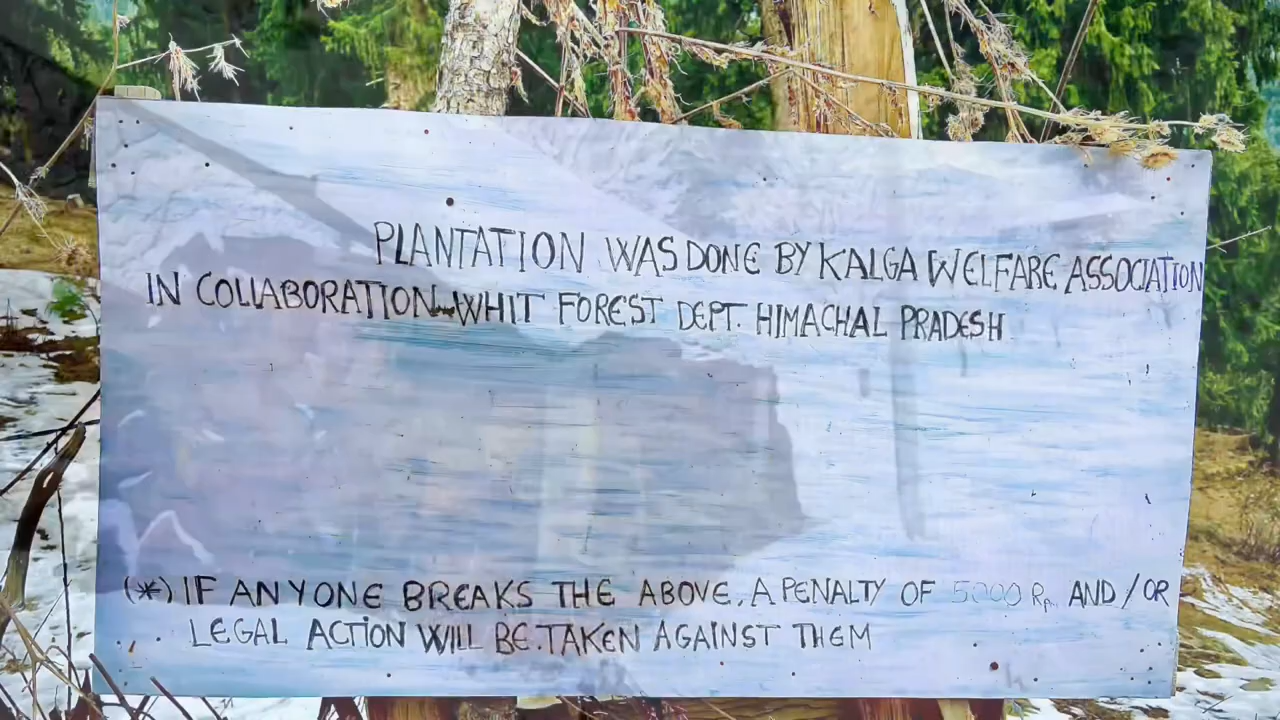 PLANTATION WAS DONE BY KALGA WELFARE ASSOCIATION
IN COLLABORATION WHIT FOREST DEPT. HIMACHAL PRADESH
(*) IF ANYONE BREAKS THE ABOVE, A PENALTY OF 5000 Rp AND/OR
LEGAL ACTION WILL BE TAKEN AGAINST THEM